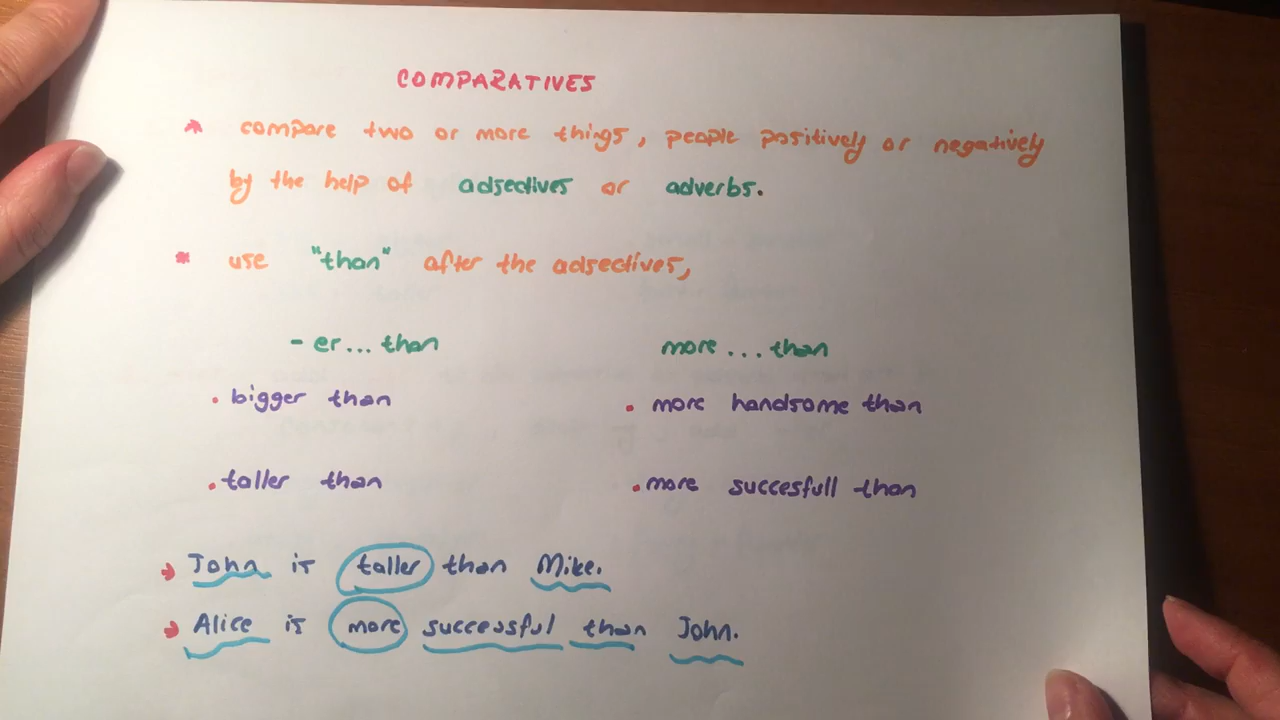 COMPARATIVES
* compare two or more things, people positively or negatively
by the help of adjectives or adverbs.
* use "than" after the adjectives,
- er... than more ... than
. bigger than . more handsome than
. taller than . more succesfull than
→ John is taller than Mike.
→ Alice is more successful than John.